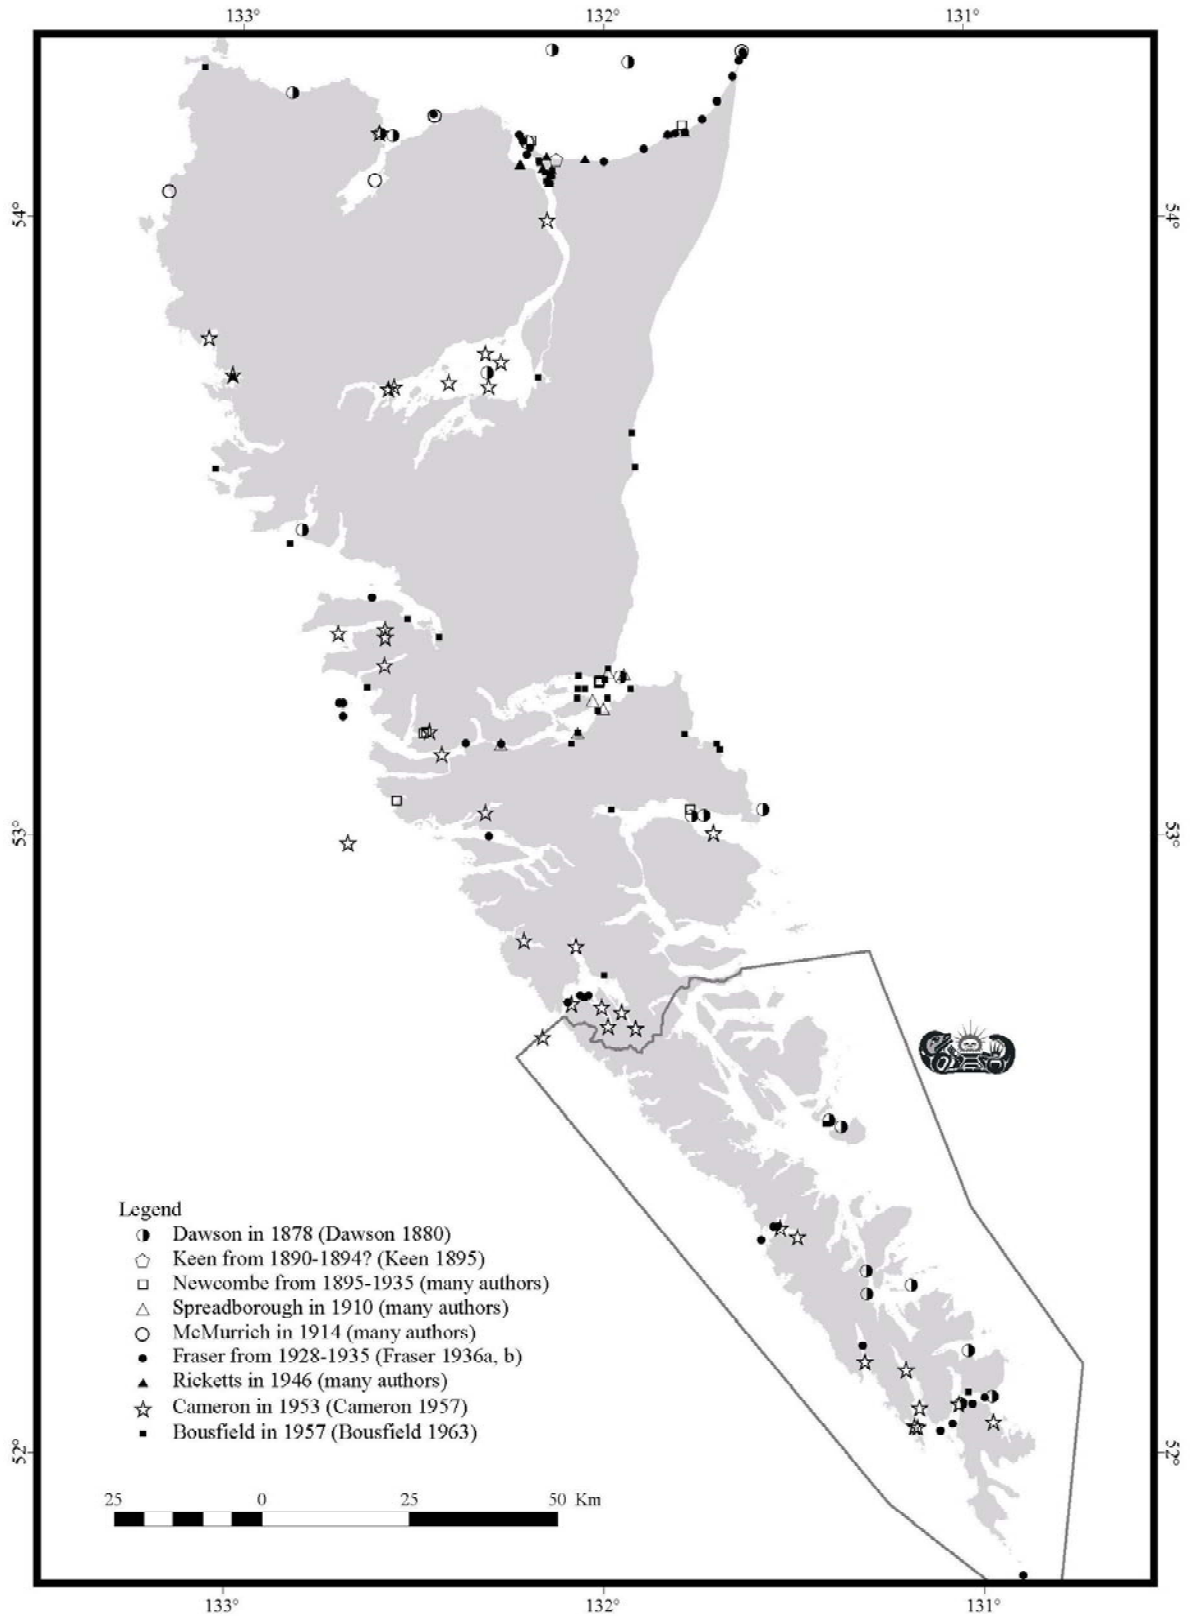 133° 132° 131°
54° 54°
53° 53°
Legend
Dawson in 1878 (Dawson 1880)
Keen from 1890-1894? (Keen 1895)
Newcombe from 1895-1935 (many authors)
Spreadborough in 1910 (many authors)
McMurrich in 1914 (many authors)
Fraser from 1928-1935 (Fraser 1936a, b)
Ricketts in 1946 (many authors)
Cameron in 1953 (Cameron 1957)
Bousfield in 1957 (Bousfield 1963)
52° 52°
25 0 25 50 Km
133° 132° 131°